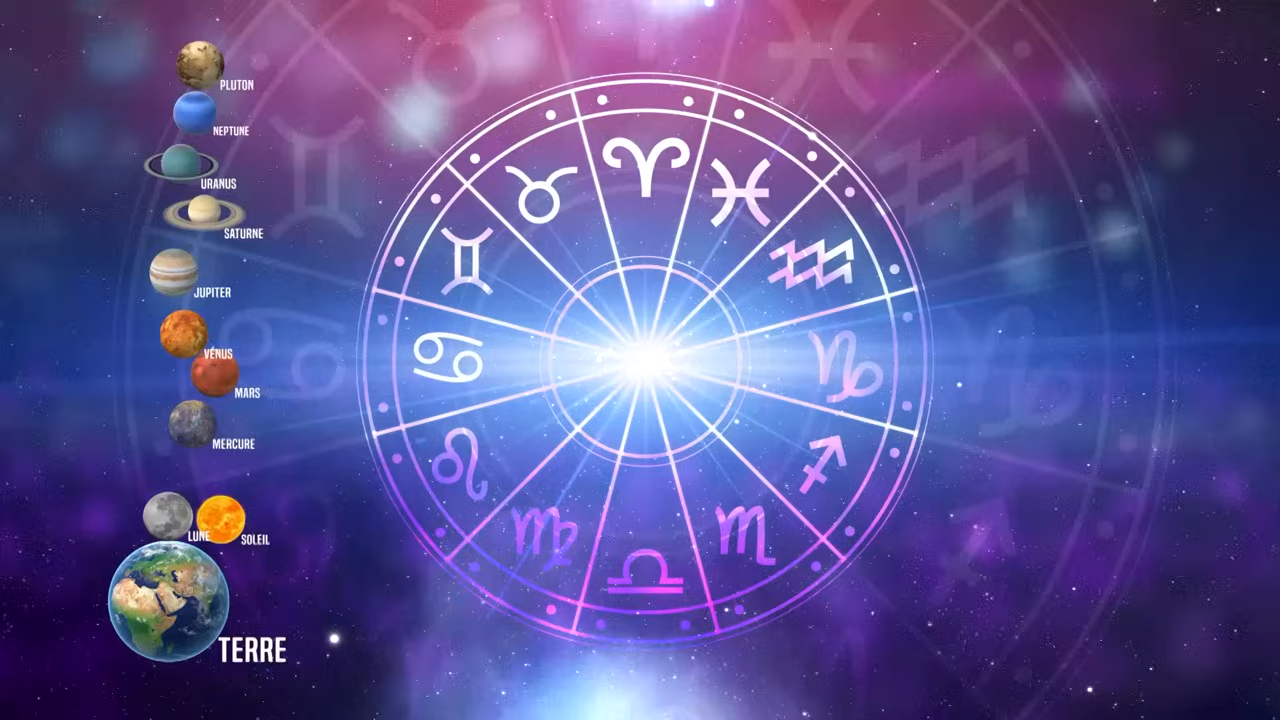 PLUTON
NEPTUNE
URANUS
SATURNE
JUPITER
VÉNUS
MARS
MERCURE
LUNE
SOLEIL
TERRE